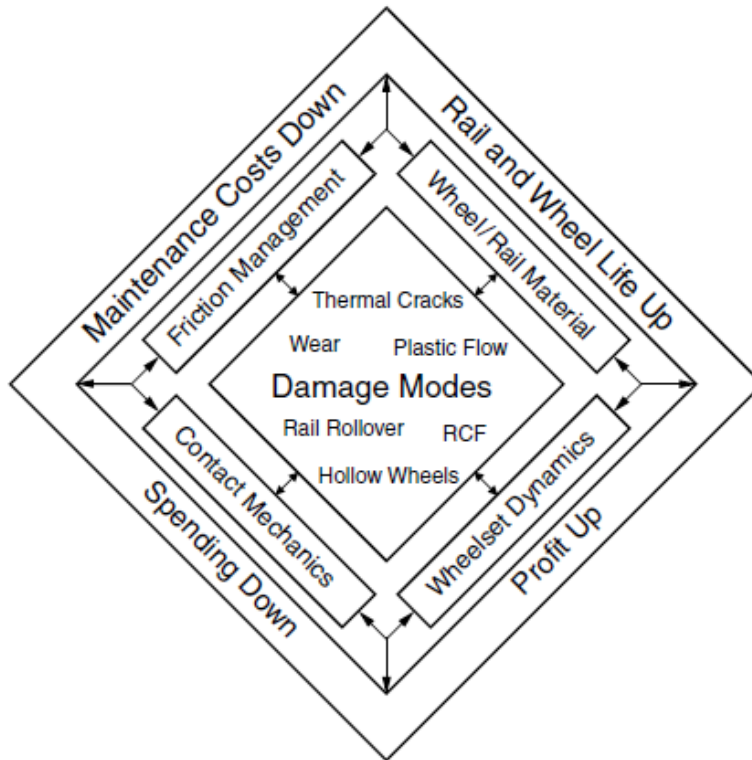 Maintenance Costs Down
Rail and Wheel Life Up
Friction Management
Wheel/Rail Material
Thermal Cracks
Wear
Plastic Flow
Damage Modes
Rail Rollover
RCF
Hollow Wheels
Contact Mechanics
Wheelset Dynamics
Spending Down
Profit Up